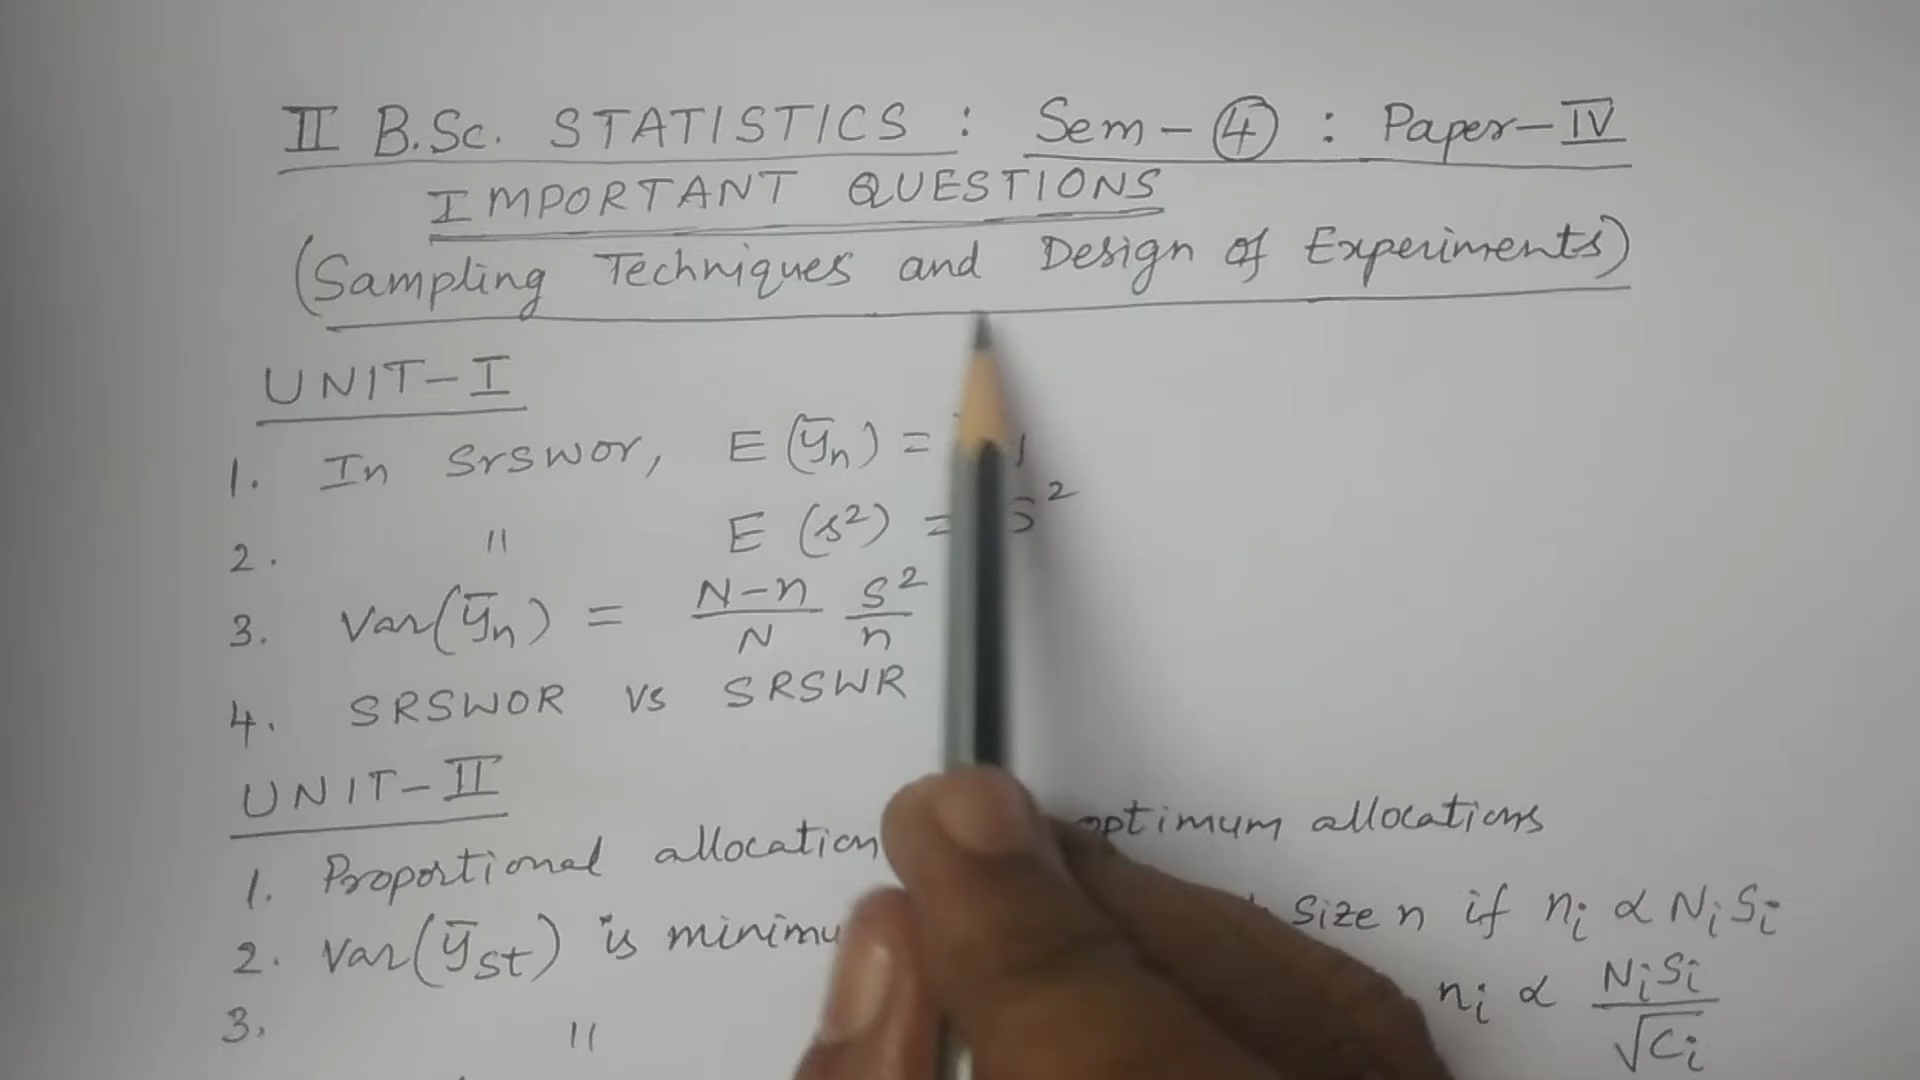 II B.Sc. STATISTICS : Sem - 4 : Paper - IV
IMPORTANT QUESTIONS
(Sampling Techniques and Design of Experiments)
UNIT - I
1. In Srswor, E(ȳn) =
2. " E(s²) = S²
3. Var(ȳn) = N-n/N S²/n
4. SRSWOR vs SRSWR
UNIT - II
1. Proportional allocation optimum allocations
2. Var(ȳst) is size n if ni ∝ NiSi
3. " ni ∝ NiSi/√Ci